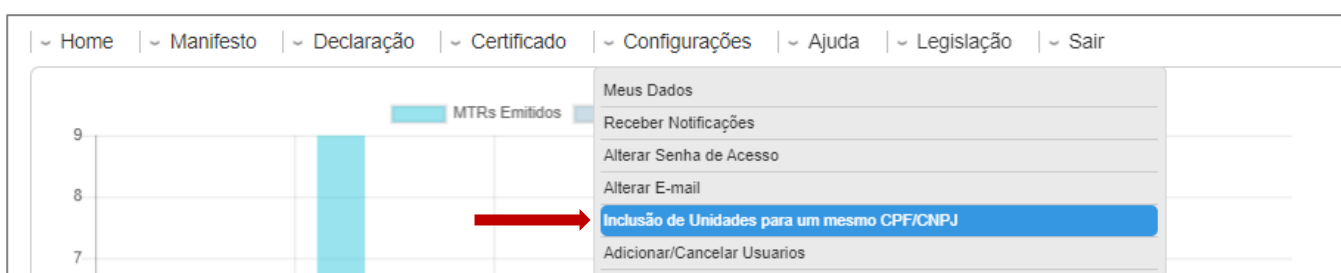 Home Manifesto Declaração Certificado Configurações Ajuda Legislação Sair
Meus Dados
MTRs Emitidos
Receber Notificações
9
Alterar Senha de Acesso
8
Alterar E-mail
Inclusão de Unidades para um mesmo CPF/CNPJ
7
Adicionar/Cancelar Usuarios